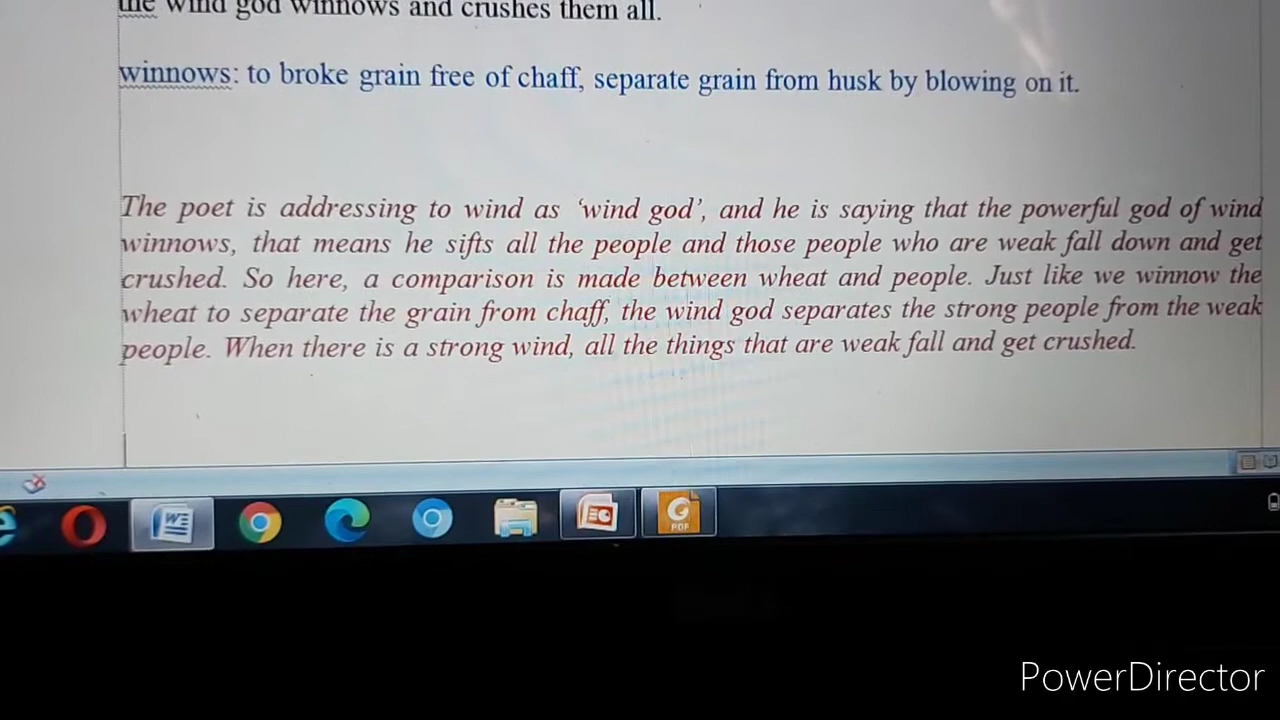 the wind god winnows and crushes them all.
winnows: to broke grain free of chaff, separate grain from husk by blowing on it.
The poet is addressing to wind as ‘wind god’, and he is saying that the powerful god of wind
winnows, that means he sifts all the people and those people who are weak fall down and get
crushed. So here, a comparison is made between wheat and people. Just like we winnow the
wheat to separate the grain from chaff, the wind god separates the strong people from the weak
people. When there is a strong wind, all the things that are weak fall and get crushed.
W
PDF
PowerDirector